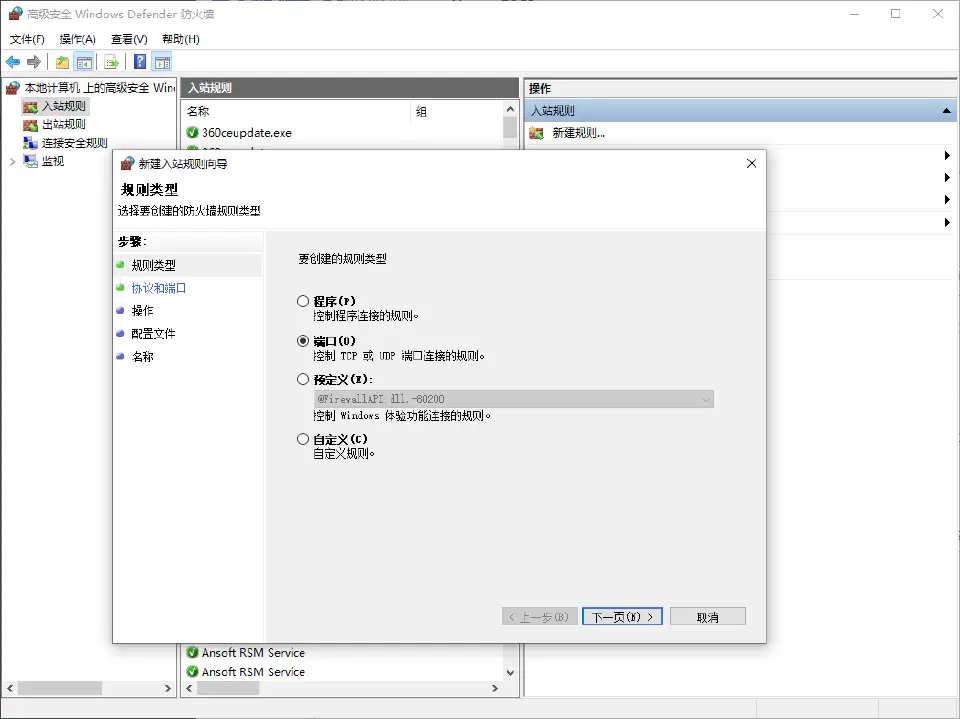 高级安全 Windows Defender 防火墙
文件(F) 操作(A) 查看(V) 帮助(H)
本地计算机 上的高级安全 Win
入站规则
出站规则
连接安全规则
监视
入站规则
名称 组
360ceupdate.exe
Ansoft RSM Service
Ansoft RSM Service
操作
入站规则
新建规则...
新建入站规则向导
规则类型
选择要创建的防火墙规则类型
步骤:
规则类型
协议和端口
操作
配置文件
名称
要创建的规则类型
程序(P)
控制程序连接的规则。
端口(O)
控制 TCP 或 UDP 端口连接的规则。
预定义(E):
@FirewallAPI.dll,-80200
控制 Windows 体验功能连接的规则。
自定义(C)
自定义规则。
< 上一步(B) 下一页(N) > 取消